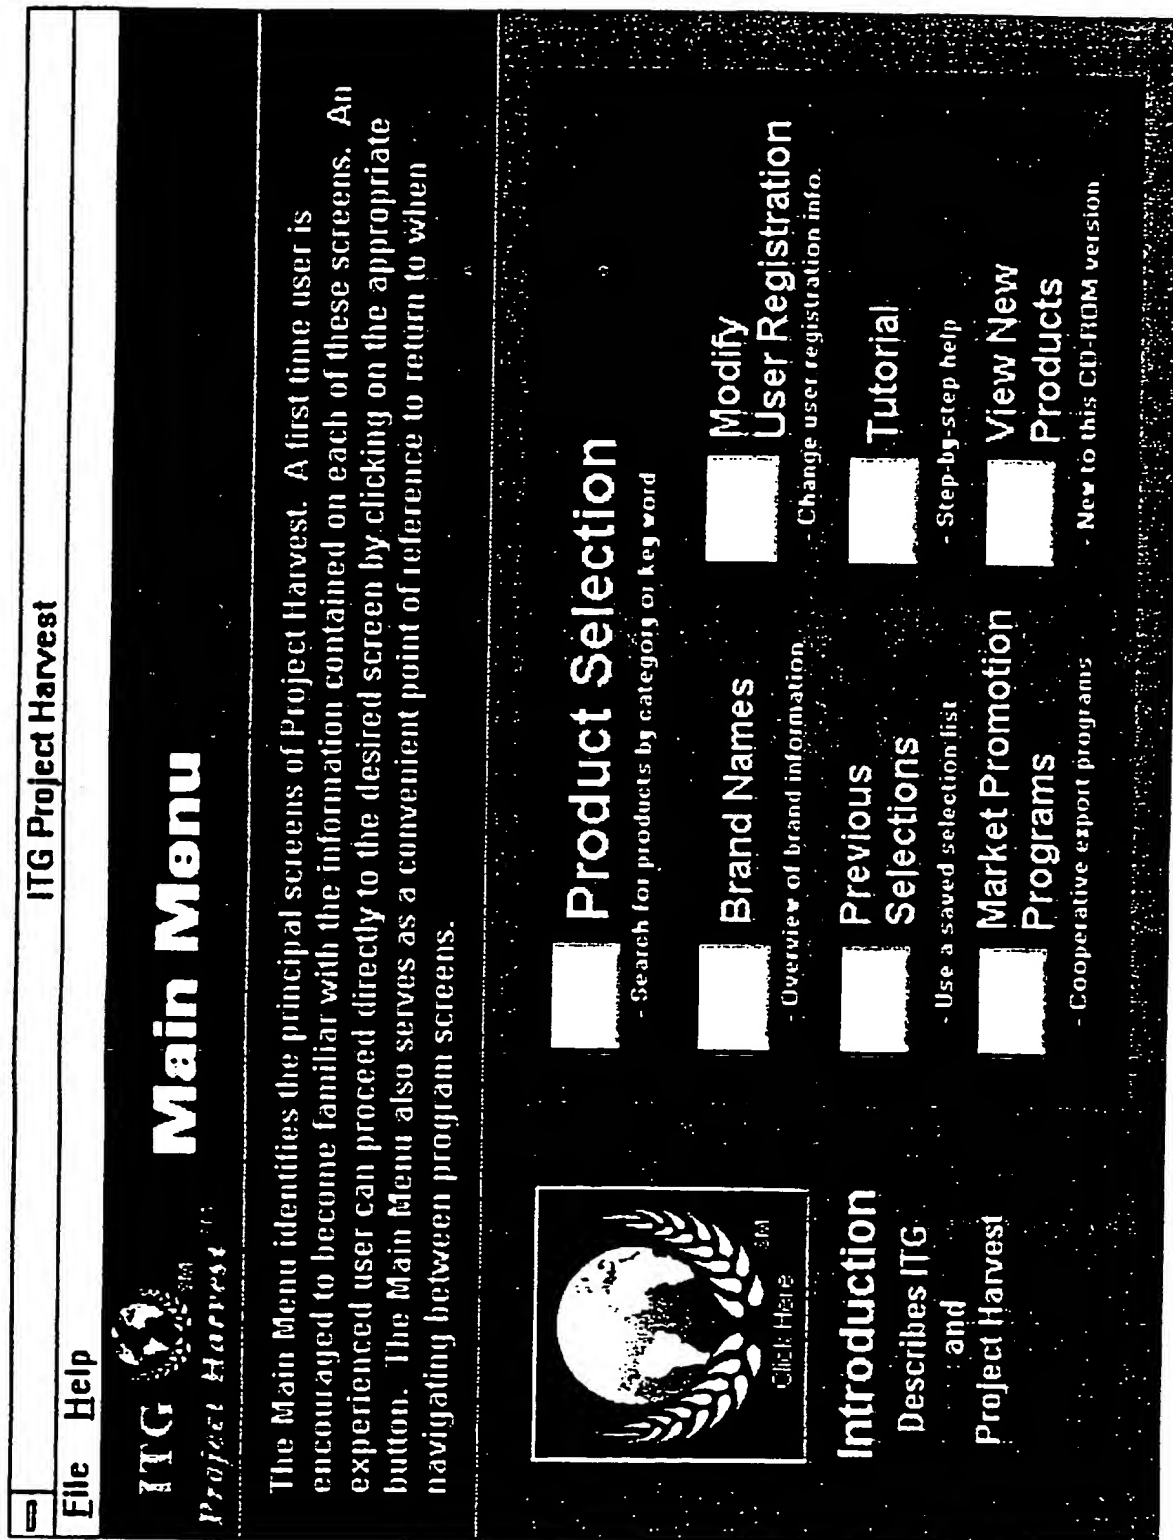 ITG Project Harvest
File Help
ITG SM
Project Harvest
Main Menu
The Main Menu identifies the principal screens of Project Harvest. A first time user is
encouraged to become familiar with the information contained on each of these screens. An
experienced user can proceed directly to the desired screen by clicking on the appropriate
button. The Main Menu also serves as a convenient point of reference to return to when
navigating between program screens.
Click Here
SM
Introduction
Describes ITG
and
Project Harvest
Product Selection
- Search for products by category or key word
Brand Names
- Overview of brand information
Previous
Selections
- Use a saved selection list
Market Promotion
Programs
- Cooperative export programs
Modify
User Registration
- Change user registration info.
Tutorial
- Step-by-step help
View New
Products
- New to this CD-ROM version